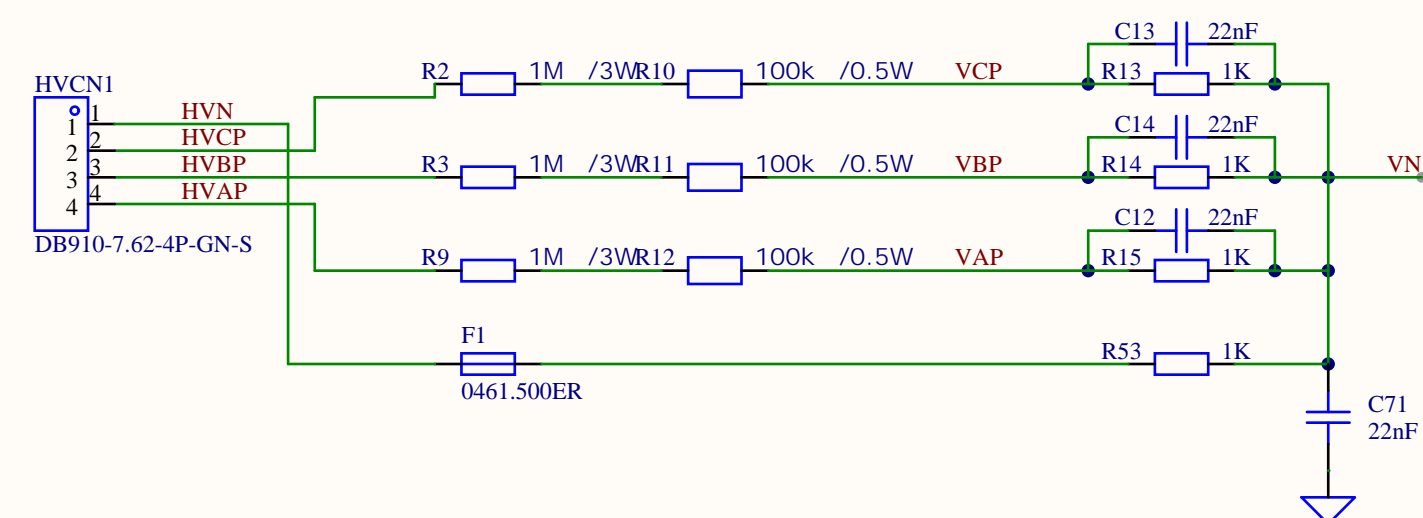 C13 22nF
HVCN1
R2 1M /3W R10 100k /0.5W VCP R13 1K
1 1 HVN
2 2 HVCP
C14 22nF
3 3 HVBP
R3 1M /3W R11 100k /0.5W VBP R14 1K VN
4 4 HVAP
C12 22nF
DB910-7.62-4P-GN-S
R9 1M /3W R12 100k /0.5W VAP R15 1K
F1
R53 1K
0461.500ER
C71
22nF